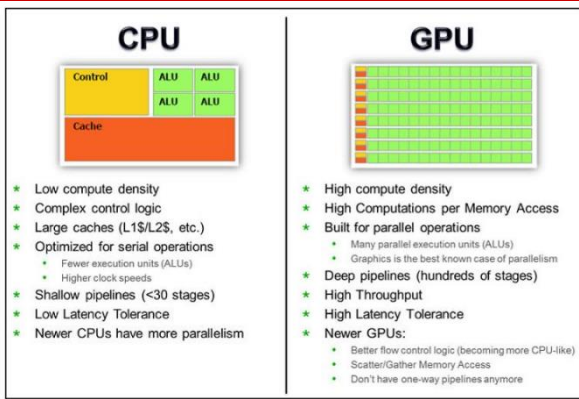 CPU
Control
ALU ALU
ALU ALU
Cache
* Low compute density
* Complex control logic
* Large caches (L1$/L2$, etc.)
* Optimized for serial operations
• Fewer execution units (ALUs)
• Higher clock speeds
* Shallow pipelines (<30 stages)
* Low Latency Tolerance
* Newer CPUs have more parallelism
GPU
* High compute density
* High Computations per Memory Access
* Built for parallel operations
• Many parallel execution units (ALUs)
• Graphics is the best known case of parallelism
* Deep pipelines (hundreds of stages)
* High Throughput
* High Latency Tolerance
* Newer GPUs:
• Better flow control logic (becoming more CPU-like)
• Scatter/Gather Memory Access
• Don't have one-way pipelines anymore